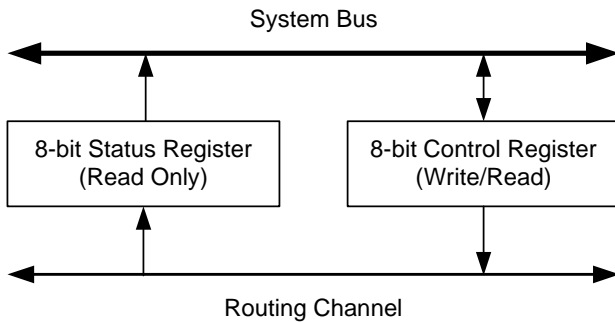 System Bus
8-bit Status Register
(Read Only)
8-bit Control Register
(Write/Read)
Routing Channel